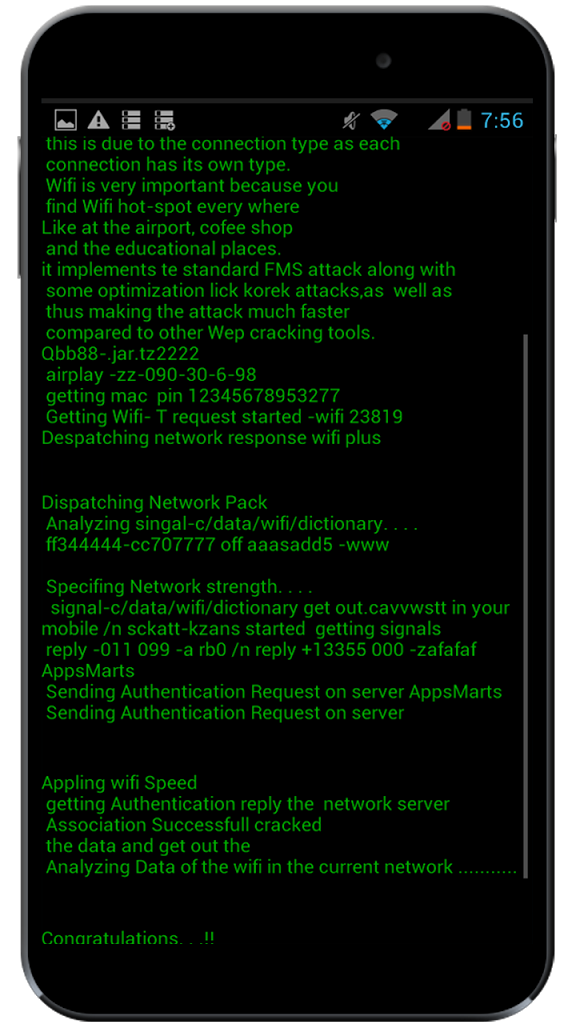 7:56
this is due to the connection type as each
connection has its own type.
Wifi is very important because you
find Wifi hot-spot every where
Like at the airport, cofee shop
and the educational places.
it implements te standard FMS attack along with
some optimization lick korek attacks,as well as
thus making the attack much faster
compared to other Wep cracking tools.
Qbb88-.jar.tz2222
airplay -zz-090-30-6-98
getting mac pin 12345678953277
Getting Wifi- T request started -wifi 23819
Despatching network response wifi plus
Dispatching Network Pack
Analyzing singal-c/data/wifi/dictionary. . . .
ff344444-cc707777 off aaasadd5 -www
Specifing Network strength. . . .
signal-c/data/wifi/dictionary get out.cavvwstt in your
mobile /n sckatt-kzans started getting signals
reply -011 099 -a rb0 /n reply +13355 000 -zafafaf
AppsMarts
Sending Authentication Request on server AppsMarts
Sending Authentication Request on server
Appling wifi Speed
getting Authentication reply the network server
Association Successfull cracked
the data and get out the
Analyzing Data of the wifi in the current network ...........
Congratulations. . .!!